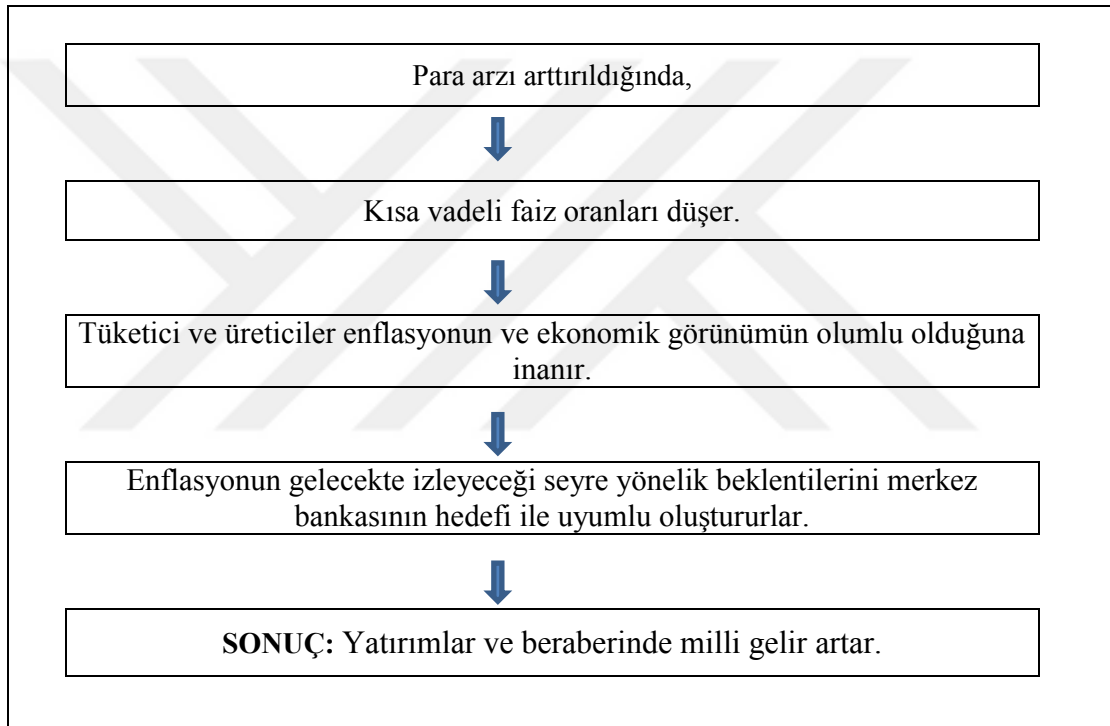 Para arzı arttırıldığında,
Kısa vadeli faiz oranları düşer.
Tüketici ve üreticiler enflasyonun ve ekonomik görünümün olumlu olduğuna
inanır.
Enflasyonun gelecekte izleyeceği seyre yönelik beklentilerini merkez
bankasının hedefi ile uyumlu oluştururlar.
SONUÇ: Yatırımlar ve beraberinde milli gelir artar.